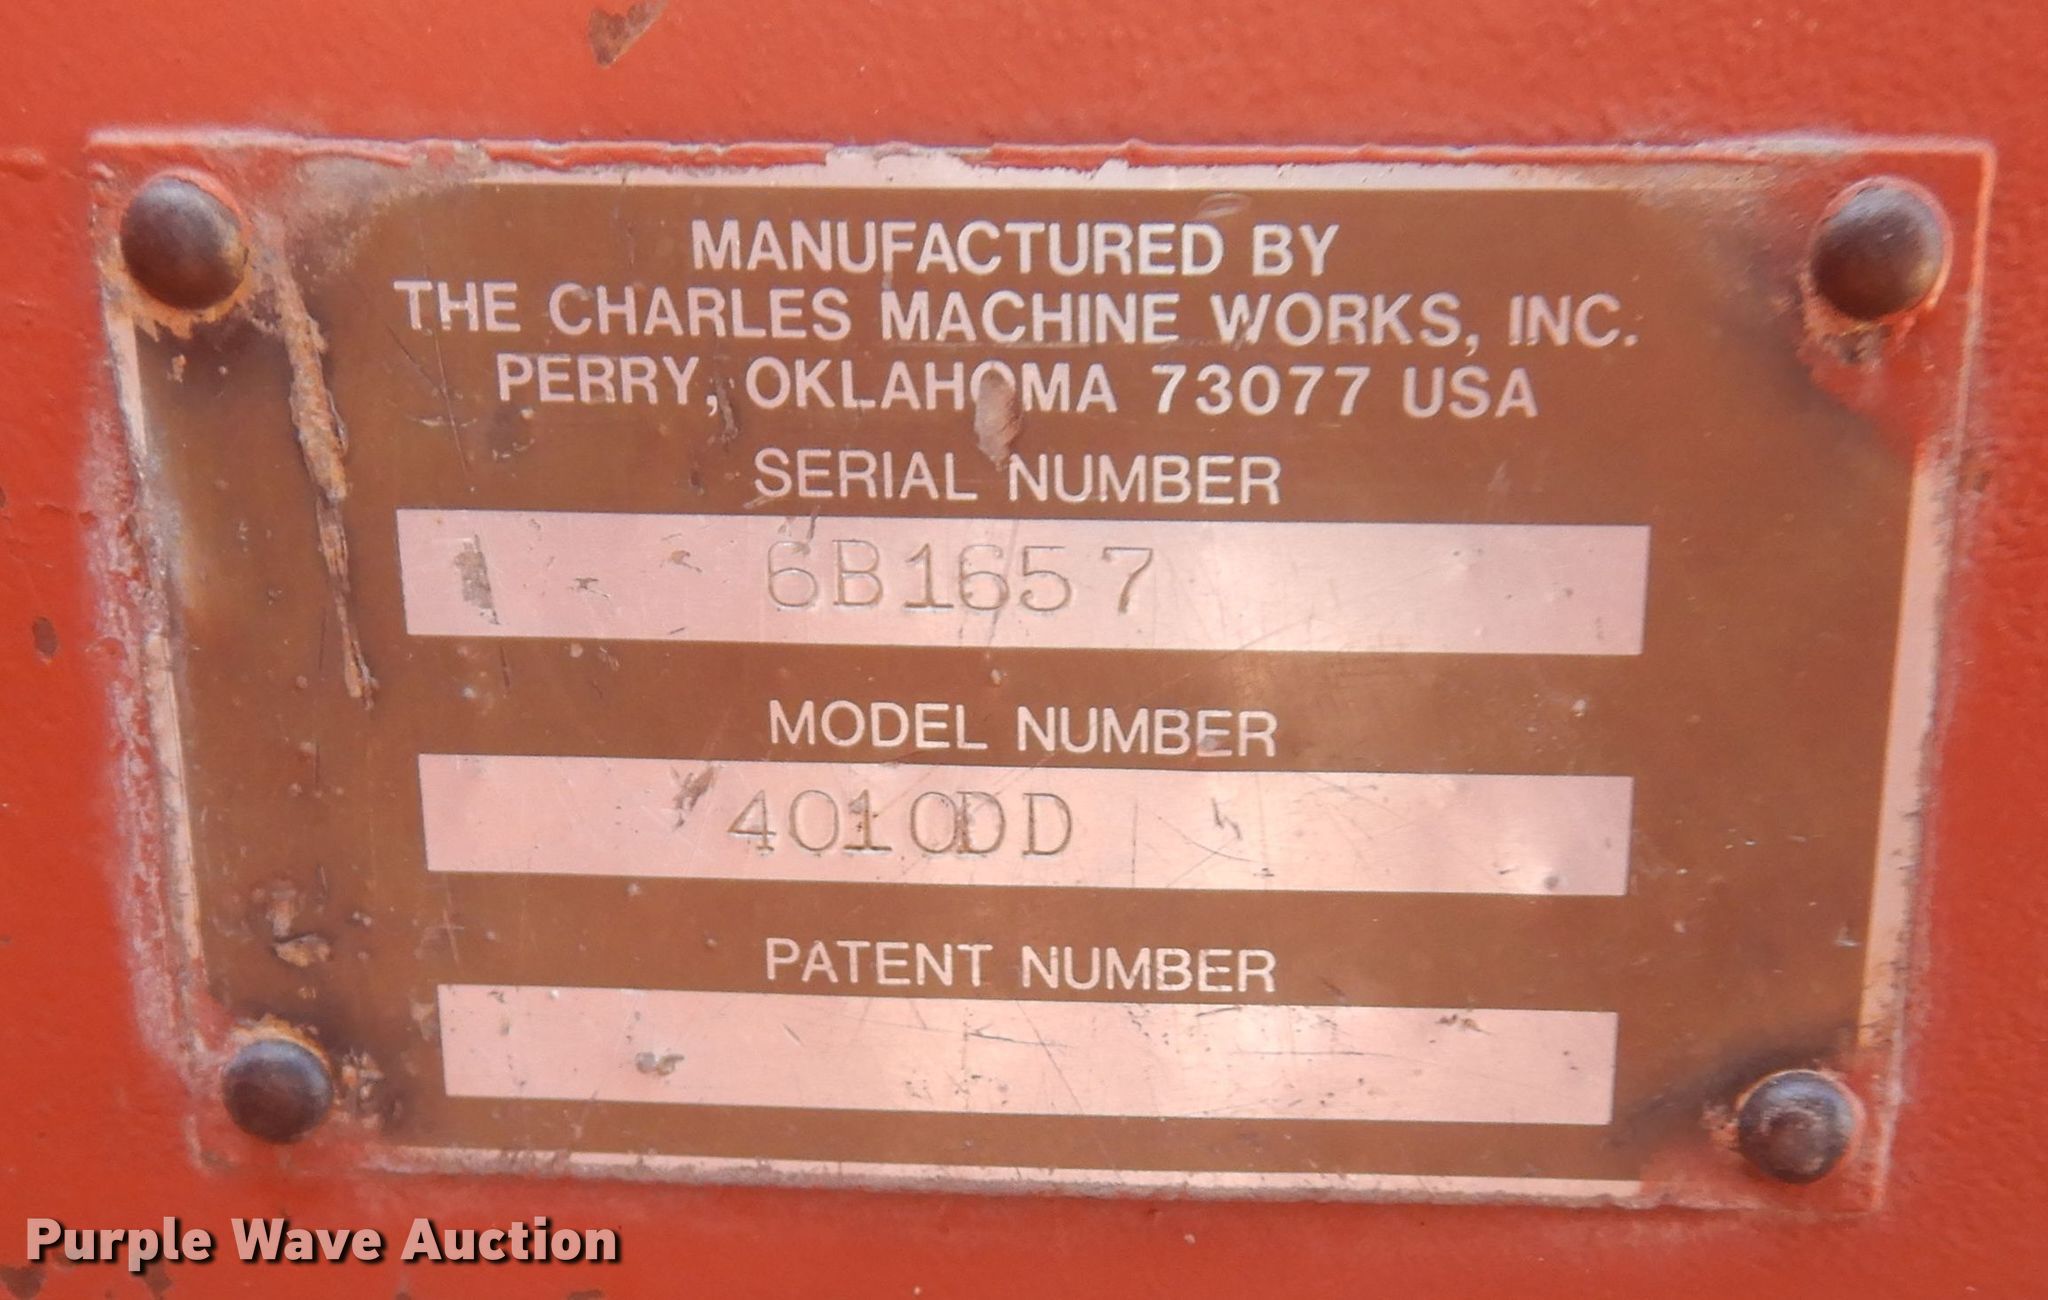 MANUFACTURED BY
THE CHARLES MACHINE WORKS, INC.
PERRY, OKLAHOMA 73077 USA
SERIAL NUMBER
6B1657
MODEL NUMBER
4010DD
PATENT NUMBER
Purple Wave Auction